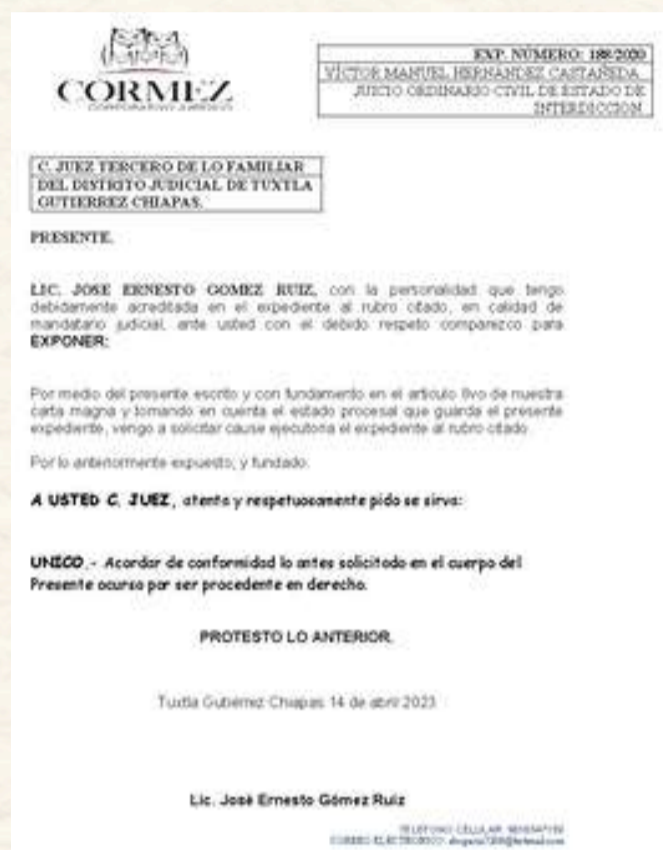 CORMEZ
EXP. NÚMERO: 188/2020
VÍCTOR MANUEL HERNANDEZ CASTAÑEDA
JUICIO ORDINARIO CIVIL DE ESTADO DE
INTERDICCION
C. JUEZ TERCERO DE LO FAMILIAR
DEL DISTRITO JUDICIAL DE TUXTLA
GUTIERREZ CHIAPAS.
PRESENTE.
LIC. JOSE ERNESTO GOMEZ RUIZ, con la personalidad que tengo
debidamente acreditada en el expediente al rubro citado, en calidad de
mandatario judicial, ante usted con el debido respeto comparezco para
EXPONER:
Por medio del presente escrito y con fundamento en el articulo 8vo de nuestra
carta magna y tomando en cuenta el estado procesal que guarda el presente
expediente, vengo a solicitar cause ejecutoria el expediente al rubro citado.
Por lo anteriormente expuesto, y fundado.
A USTED C. JUEZ, atenta y respetuosamente pido se sirva:
UNICO.- Acordar de conformidad lo antes solicitado en el cuerpo del
Presente ocurso por ser procedente en derecho.
PROTESTO LO ANTERIOR.
Tuxtla Gutiérrez Chiapas 14 de abril 2023
Lic. José Ernesto Gómez Ruiz
TELEFONO CELULAR:
CORREO ELECTRONICO: